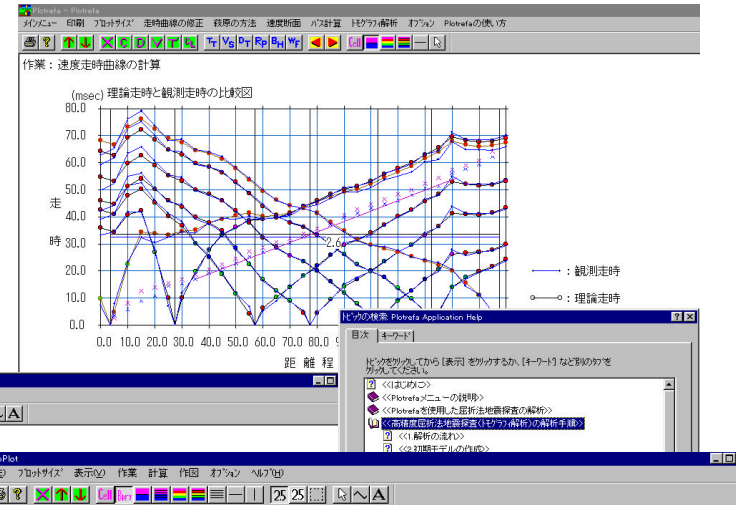 Plotrefa - Plotrefa
メインメニュー 印刷 プロットサイズ 走時曲線の修正 萩原の方法 速度断面 パス計算 トモグラフィ解析 オプション Plotrefaの使い方
X C D T TT VS DT RP BH WF Cell
作業：速度走時曲線の計算
(msec) 理論走時と観測走時の比較図
80.0
70.0
60.0
50.0
走
40.0
時 30.0
2.6
20.0
：観測走時
10.0
：理論走時
0.0
0.0 10.0 20.0 30.0 40.0 50.0 60.0 70.0 80.0
距 離 程
トピックの検索: Plotrefa Application Help
目次 キーワード
トピックをクリックしてから [表示] をクリックするか、[キーワード] など別のタブを
クリックしてください。
<<はじめに>>
<<Plotrefaメニューの説明>>
<<Plotrefaを使用した屈折法地震探査の解析>>
<<高精度屈折法地震探査(トモグラフィ解析)の解析手順>>
<<1.解析の流れ>>
<<2.初期モデルの作成>>
A
Plot
プロットサイズ 表示(V) 作業 計算 作図 オプション ヘルプ(H)
Cell 25 25 A